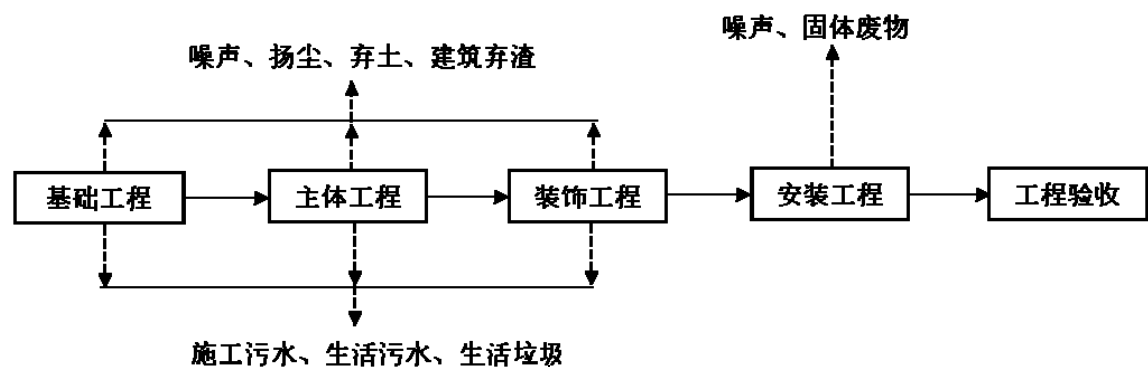 噪声、固体废物
噪声、扬尘、弃土、建筑弃渣
基础工程
主体工程
装饰工程
安装工程
工程验收
施工污水、生活污水、生活垃圾